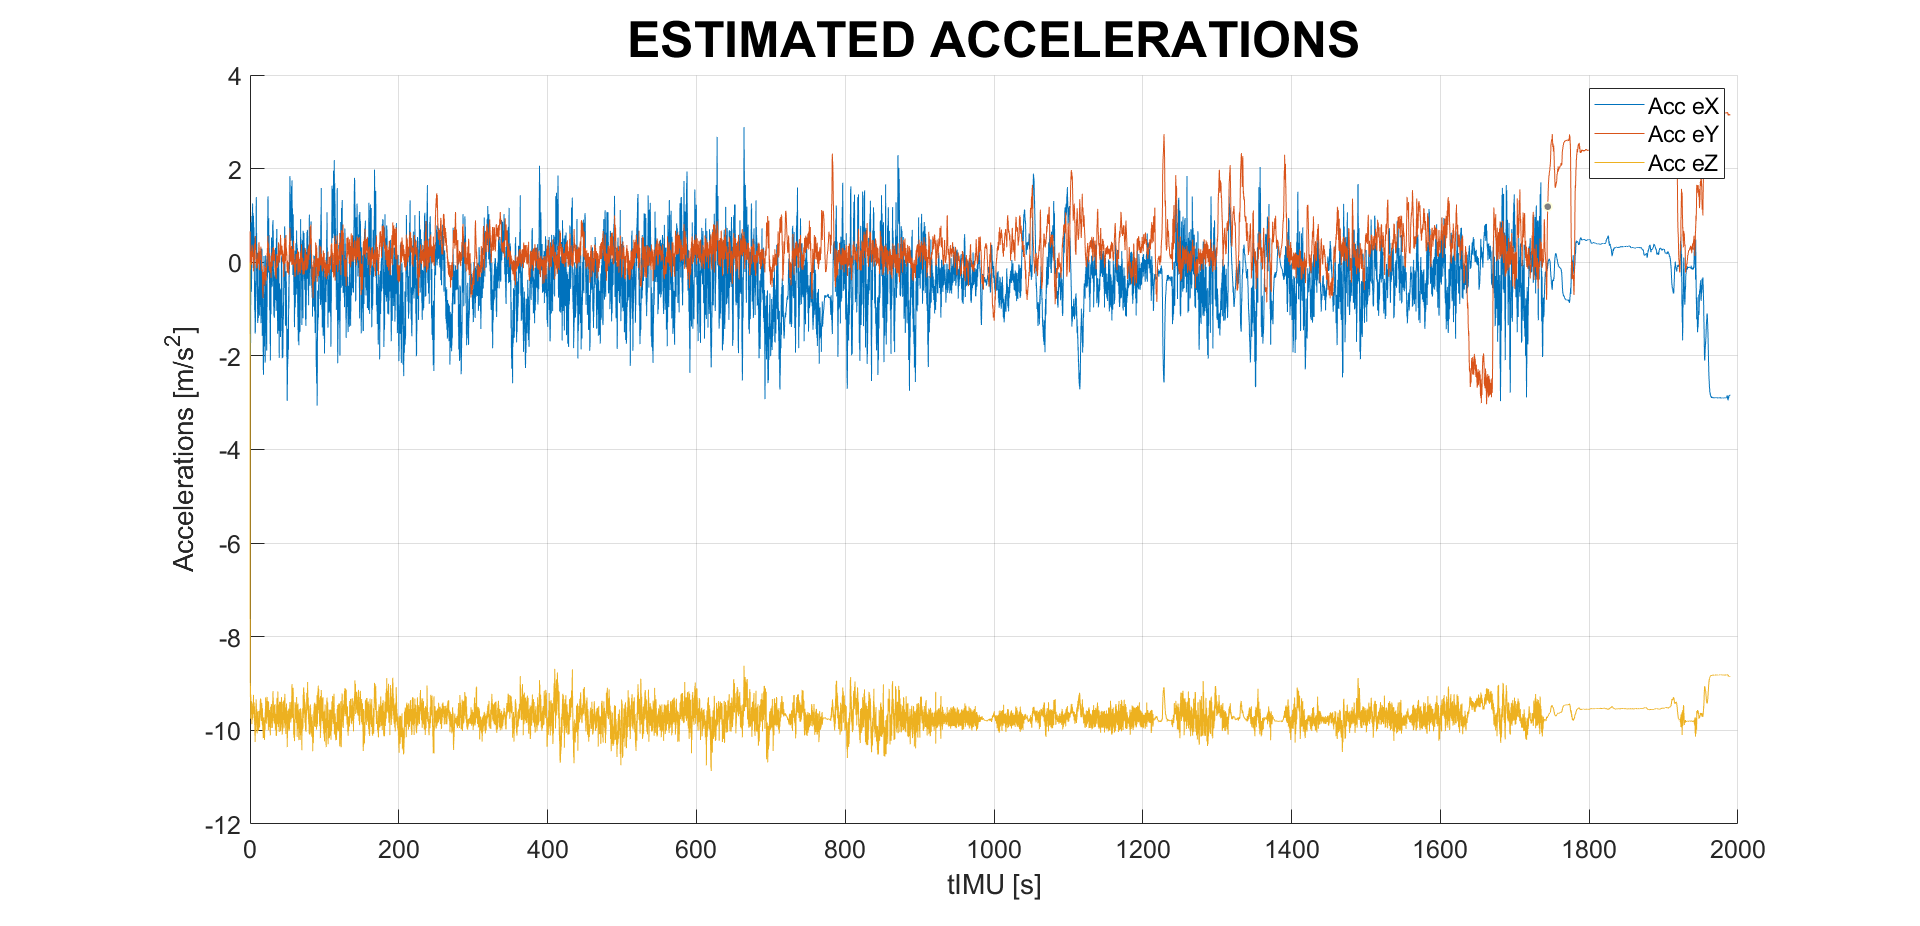 ESTIMATED ACCELERATIONS
4
2
0
-2
-4
-6
-8
-10
-12
Accelerations [m/s²]
Acc eX
Acc eY
Acc eZ
0 200 400 600 800 1000 1200 1400 1600 1800 2000
tIMU [s]